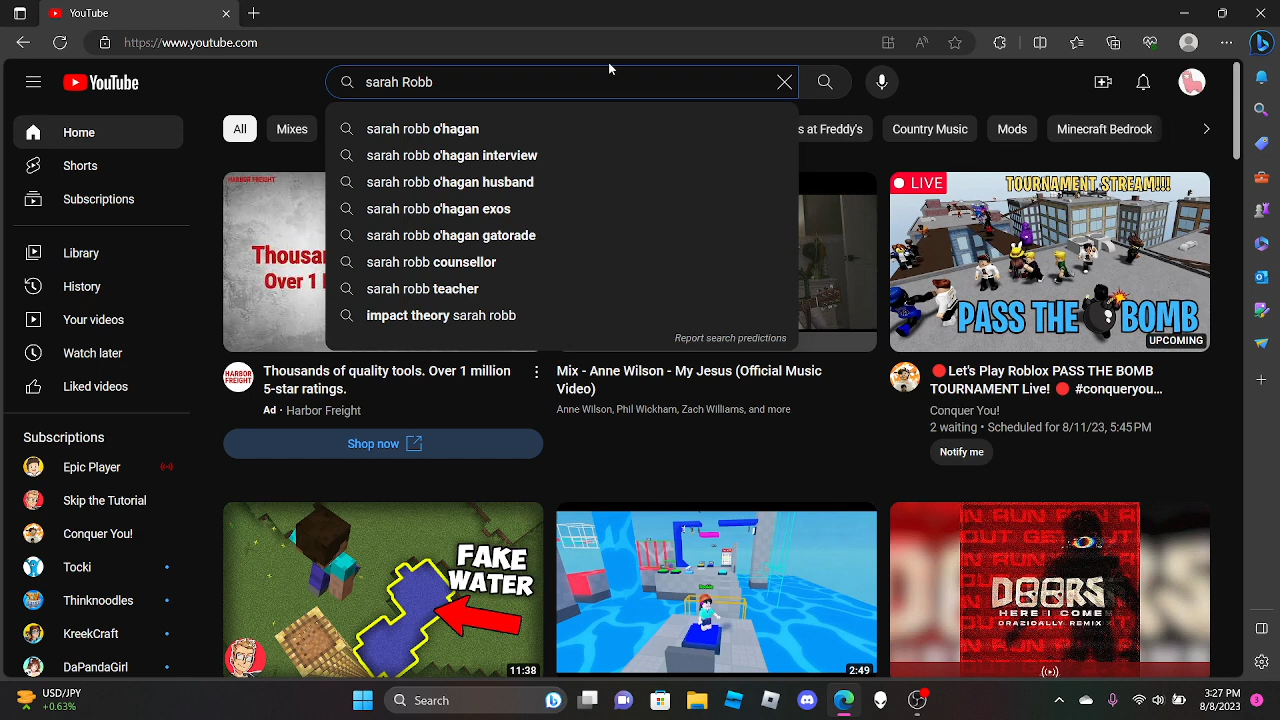 YouTube
https://www.youtube.com
YouTube
sarah Robb
All
Mixes
s at Freddy's
Country Music
Mods
Minecraft Bedrock
sarah robb o'hagan
sarah robb o'hagan interview
sarah robb o'hagan husband
sarah robb o'hagan exos
sarah robb o'hagan gatorade
sarah robb counsellor
sarah robb teacher
impact theory sarah robb
Report search predictions
Home
Shorts
Subscriptions
Library
History
Your videos
Watch later
Liked videos
Subscriptions
Epic Player
Skip the Tutorial
Conquer You!
Tocki
Thinknoodles
KreekCraft
DaPandaGirl
HARBOR FREIGHT
Thousan
Over 1
HARBOR
FREIGHT
Thousands of quality tools. Over 1 million
5-star ratings.
Ad · Harbor Freight
Shop now
Mix - Anne Wilson - My Jesus (Official Music
Video)
Anne Wilson, Phil Wickham, Zach Williams, and more
LIVE
TOURNAMENT STREAM!!!
PASS THE BOMB
UPCOMING
🔴Let's Play Roblox PASS THE BOMB
TOURNAMENT Live! 🔴 #conqueryou...
Conquer You!
2 waiting • Scheduled for 8/11/23, 5:45 PM
Notify me
FAKE
WATER
11:38
2:49
DOORS
HERE I COME
CRAZICALLY REMIX
USD/JPY
+0.63%
Search
3:27 PM
8/8/2023
3